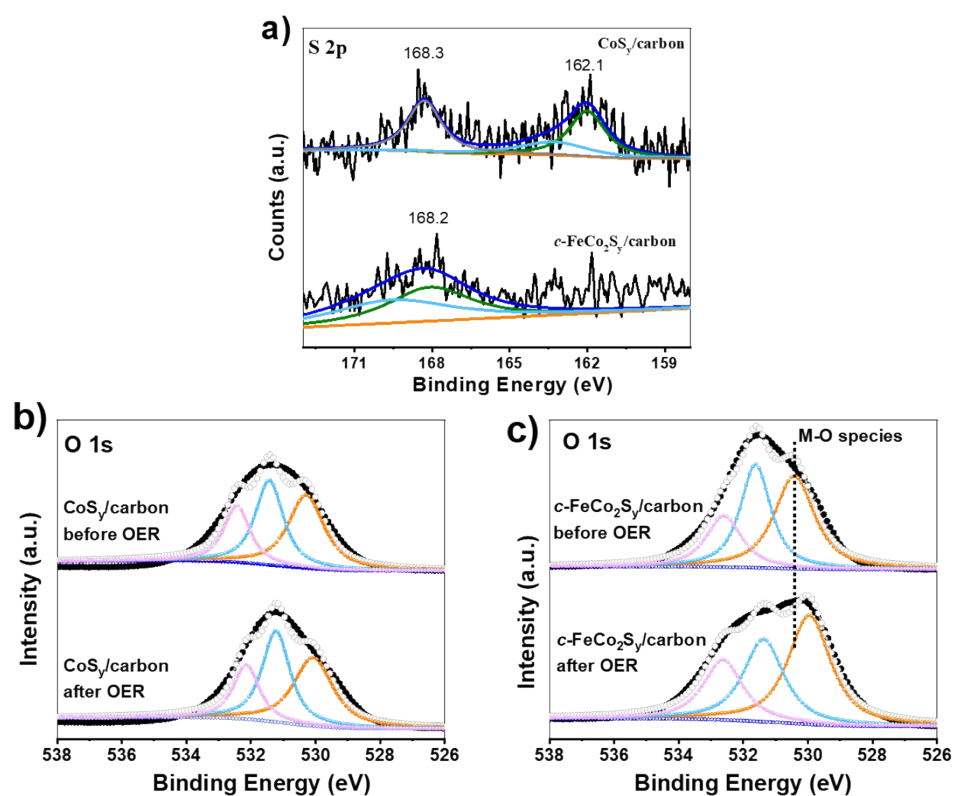 a)
S 2p
CoSy/carbon
168.3
162.1
168.2
c-FeCo2Sy/carbon
Counts (a.u.)
171 168 165 162 159
Binding Energy (eV)
b)
O 1s
CoSy/carbon
before OER
CoSy/carbon
after OER
Intensity (a.u.)
538 536 534 532 530 528 526
Binding Energy (eV)
c)
O 1s
M-O species
c-FeCo2Sy/carbon
before OER
c-FeCo2Sy/carbon
after OER
Intensity (a.u.)
538 536 534 532 530 528 526
Binding Energy (eV)